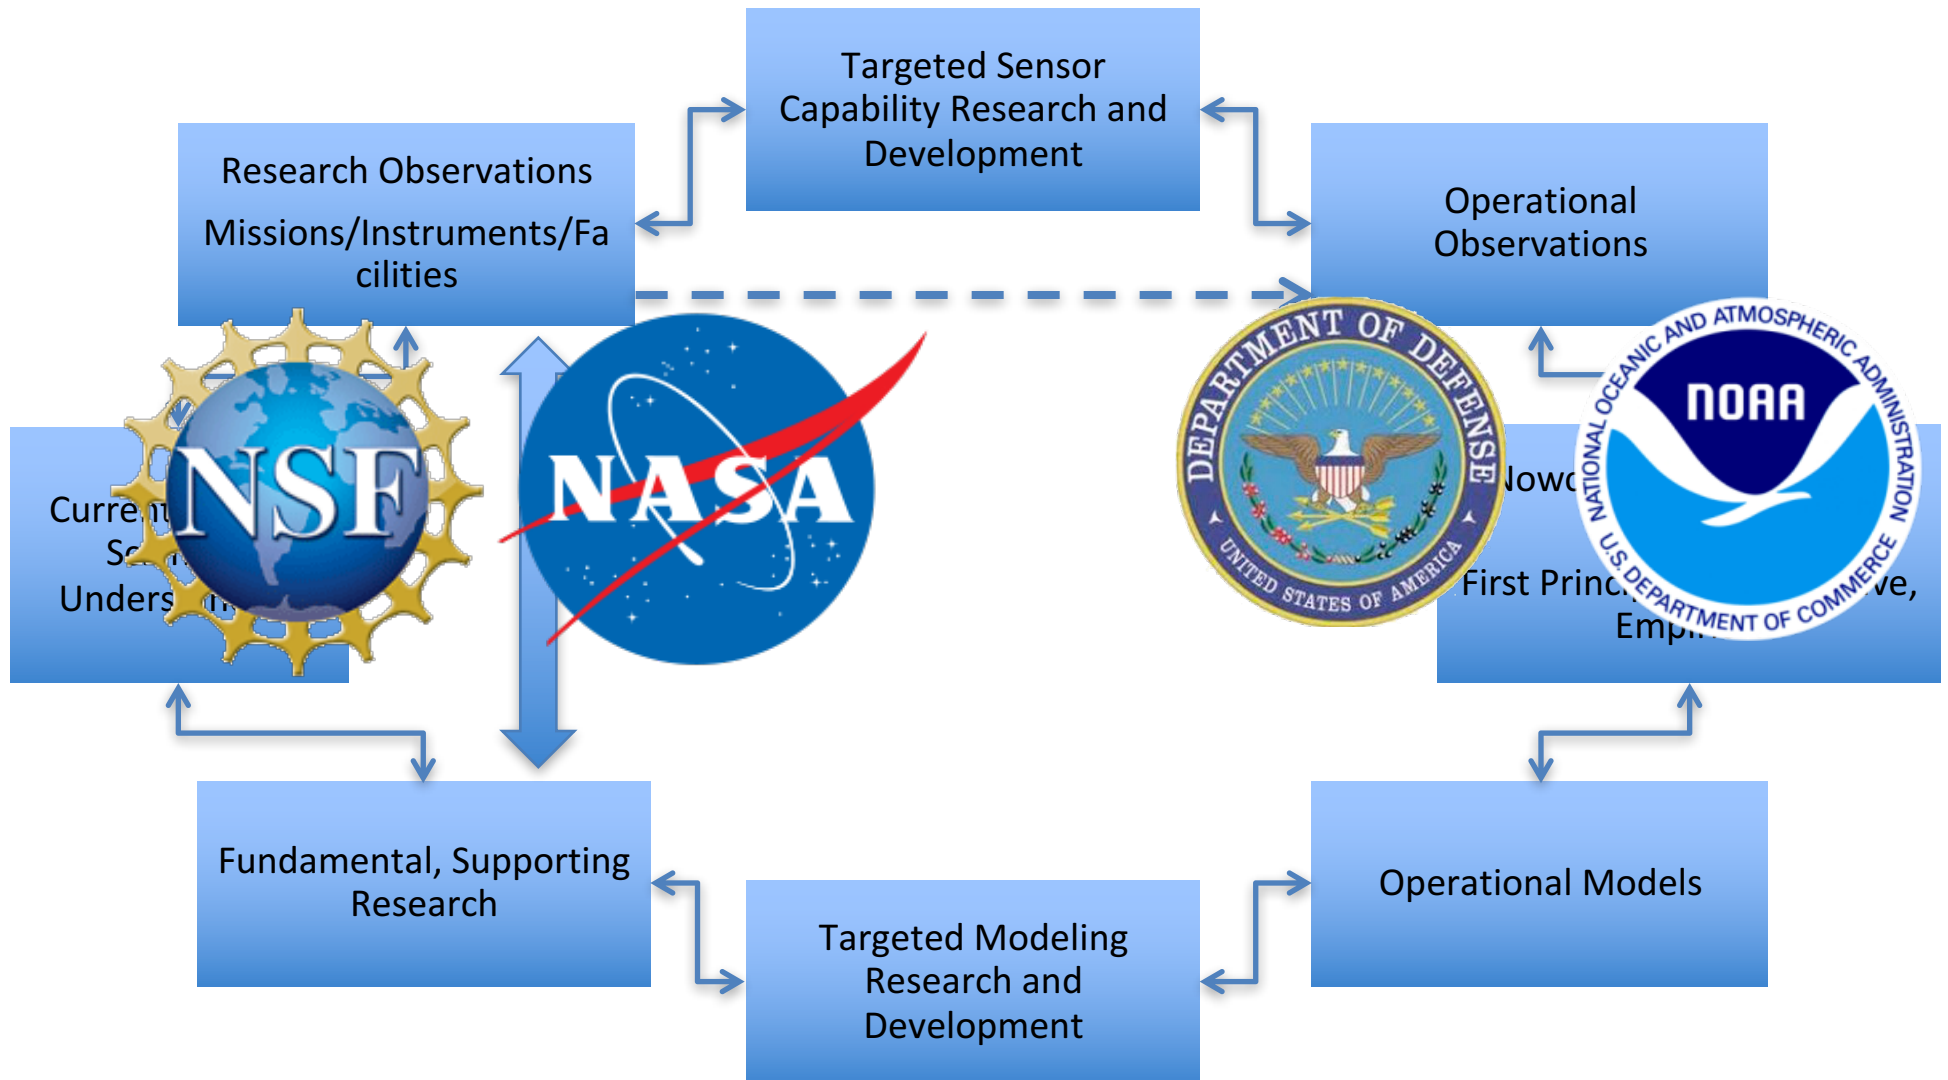 Targeted Sensor
Capability Research and
Development
Research Observations
Missions/Instruments/Fa
cilities
Operational
Observations
NSF
NASA
DEPARTMENT OF DEFENSE
UNITED STATES OF AMERICA
NATIONAL OCEANIC AND ATMOSPHERIC ADMINISTRATION
NOAA
U.S. DEPARTMENT OF COMMERCE
First
Fundamental, Supporting
Research
Operational Models
Targeted Modeling
Research and
Development